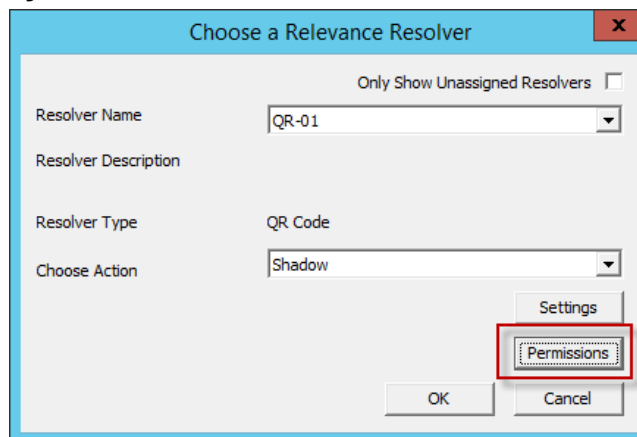 Choose a Relevance Resolver
x
Only Show Unassigned Resolvers
Resolver Name QR-01
Resolver Description
Resolver Type QR Code
Choose Action Shadow
Settings
Permissions
OK Cancel